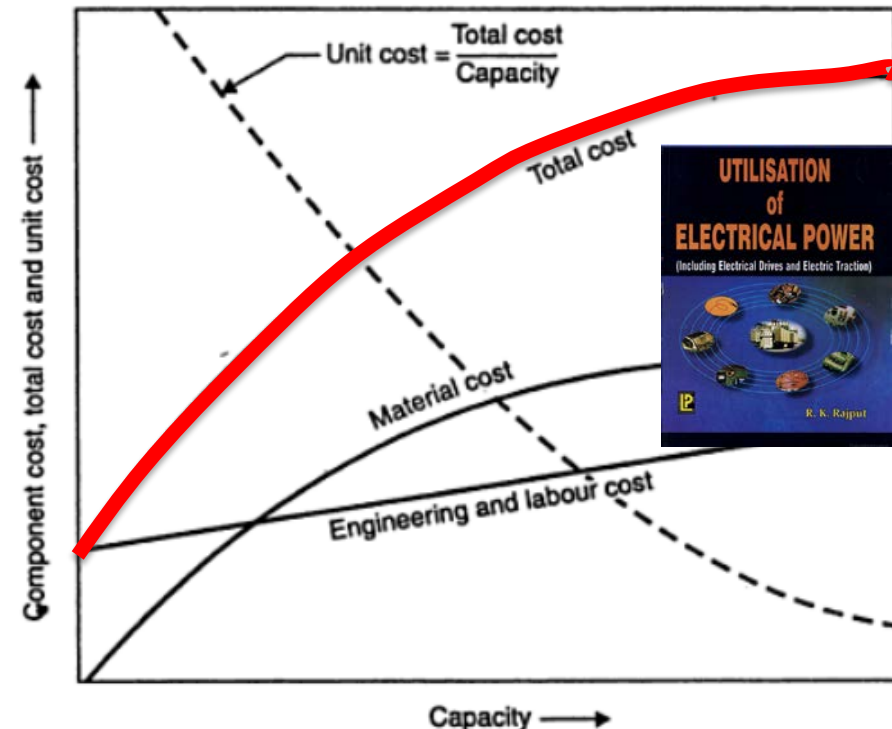 Unit cost = Total cost
Capacity
Total cost
UTILISATION
of
ELECTRICAL POWER
(Including Electrical Drives and Electric Traction)
LP
R. K. Rajput
Material cost
Engineering and labour cost
Component cost, total cost and unit cost
Capacity